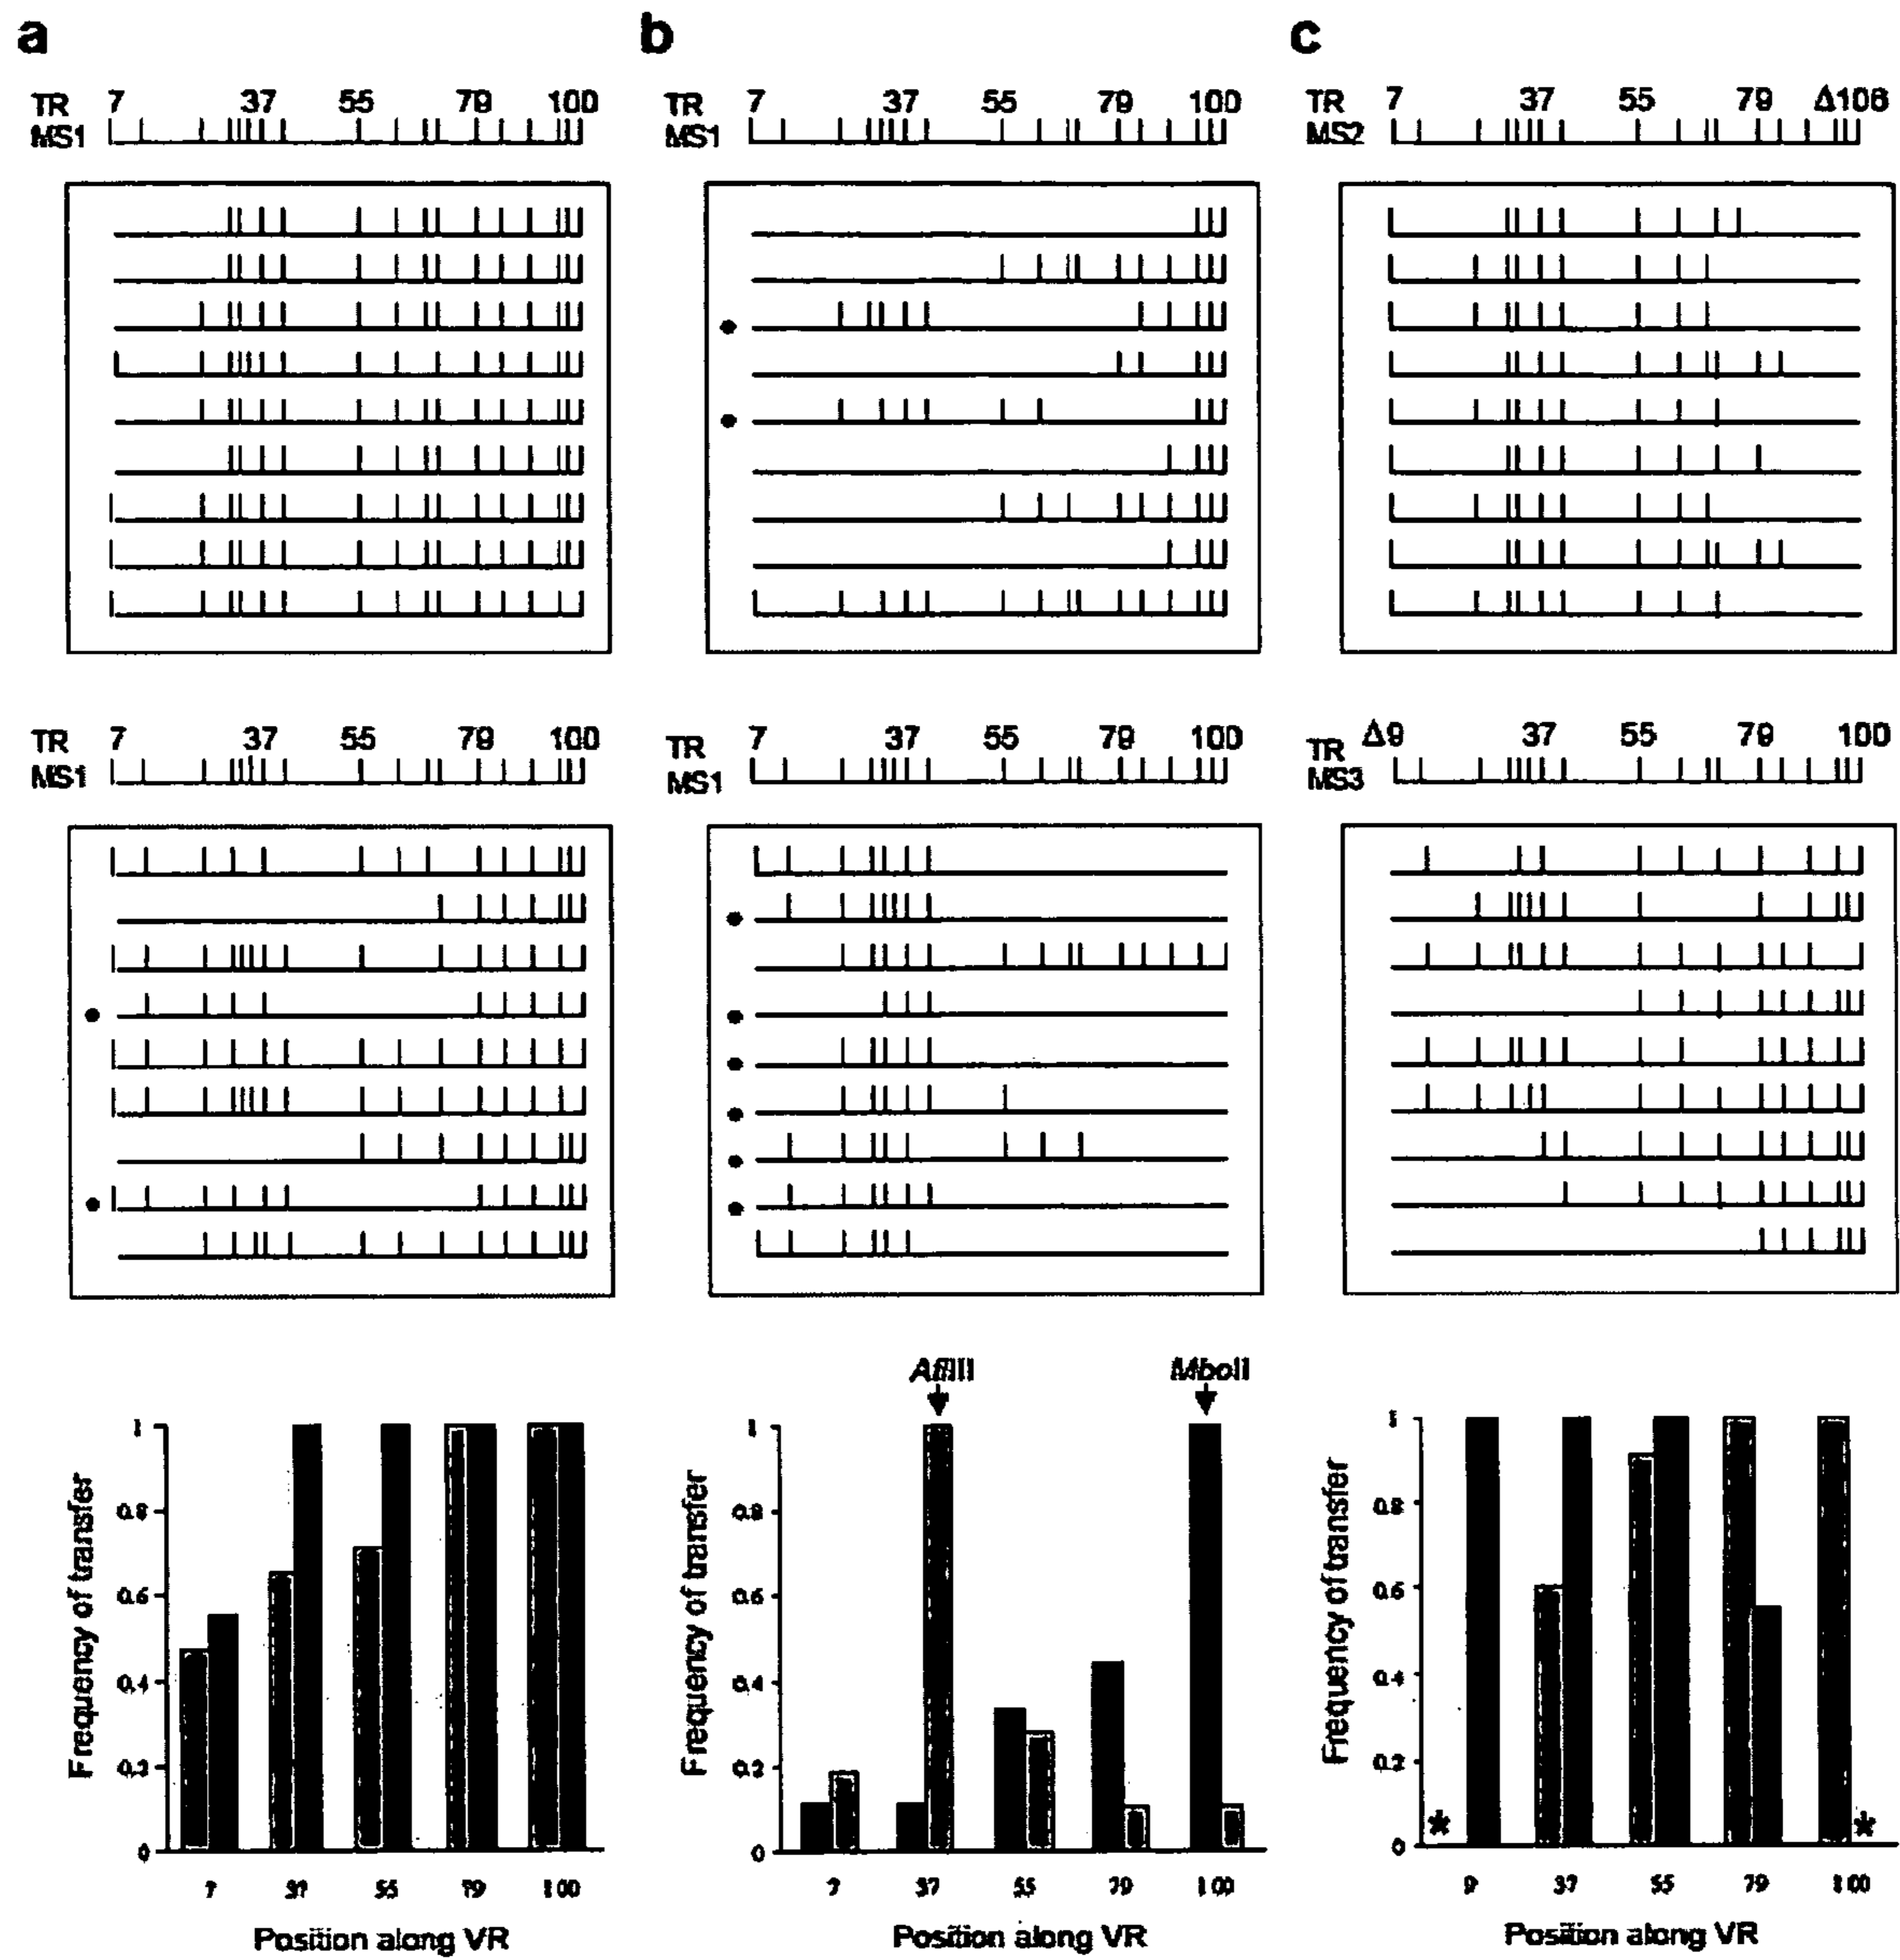 a b c
TR 7 37 55 79 100
MS1
TR 7 37 55 79 100
MS1
TR 7 37 55 79 Δ106
MS2
TR 7 37 55 79 100
MS1
TR 7 37 55 79 100
MS1
TR Δ9 37 55 79 100
MS3
Frequency of transfer
1
0.8
0.6
0.4
0.2
0
7 37 55 79 100
Position along VR
AflII MboII
Frequency of transfer
1
0.8
0.6
0.4
0.2
0
7 37 55 79 100
Position along VR
Frequency of transfer
1
0.8
0.6
0.4
0.2
0
* *
9 37 55 79 100
Position along VR